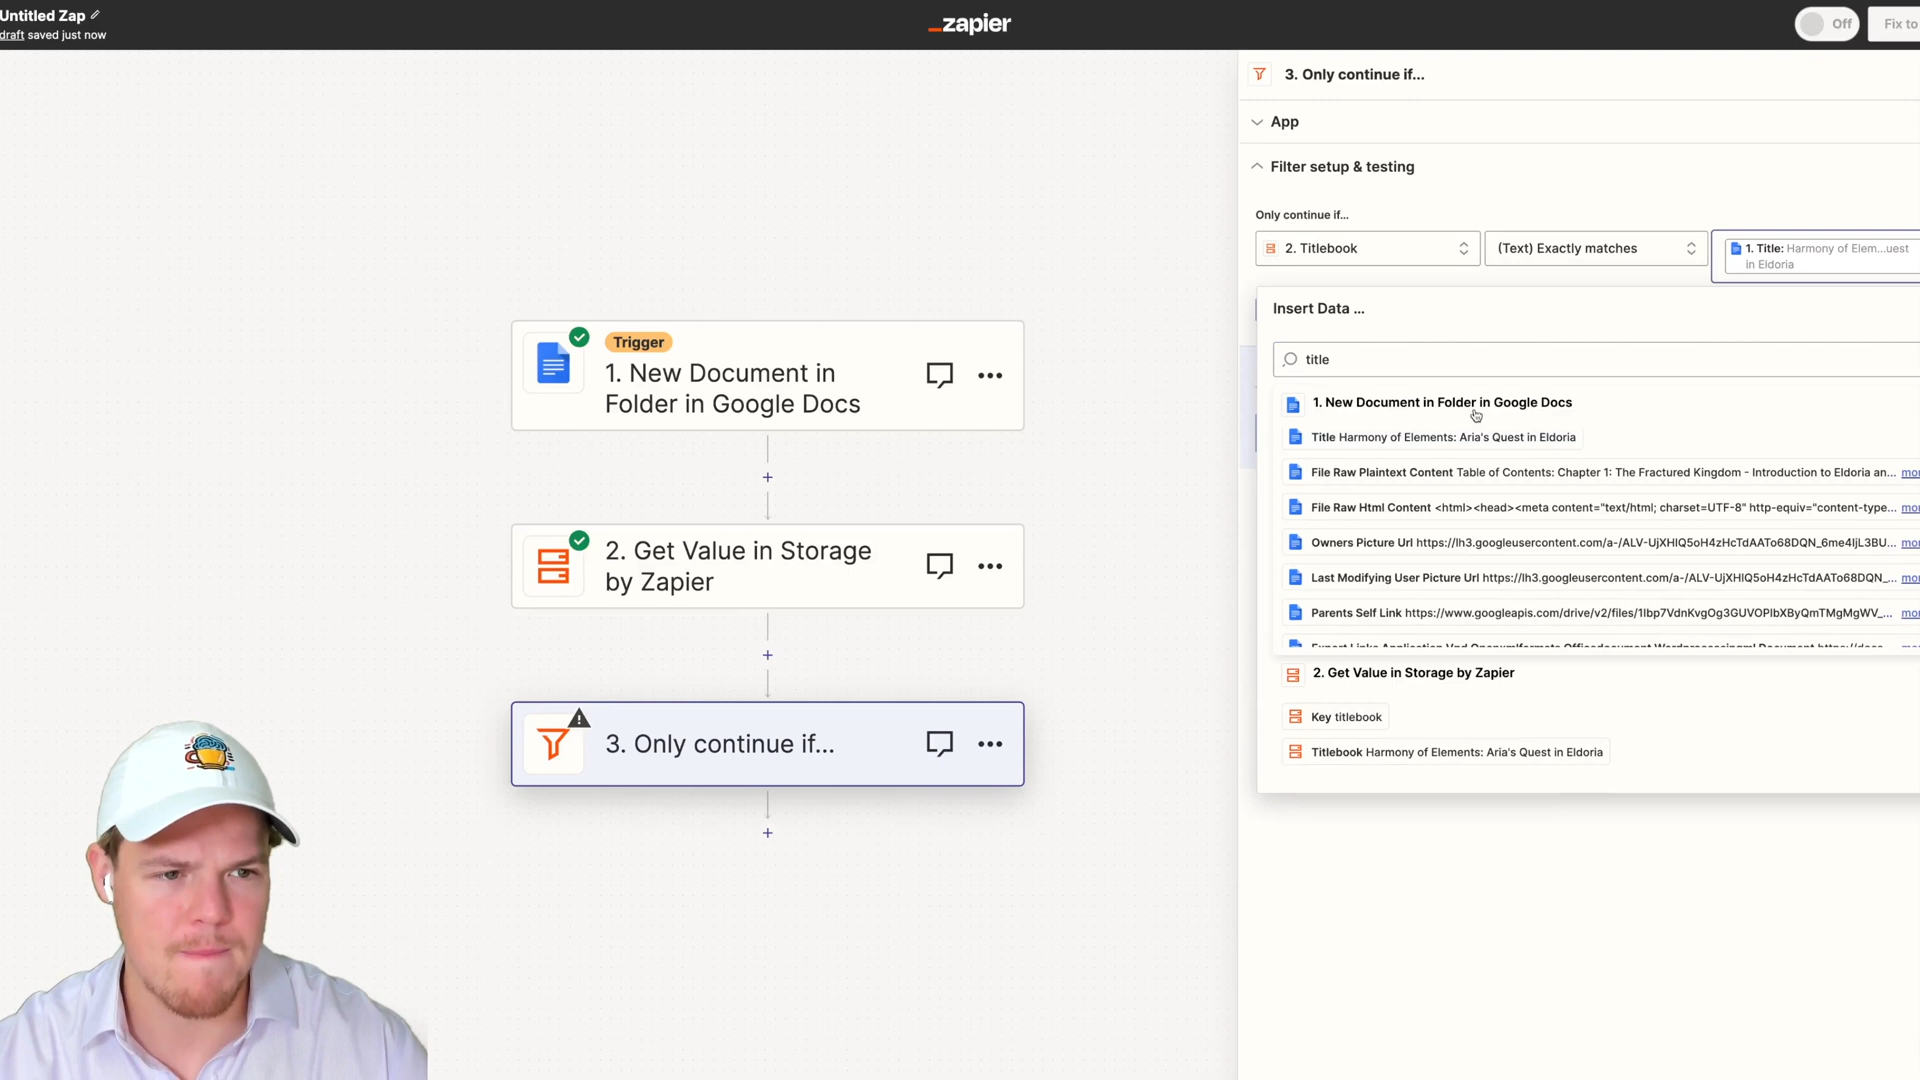 Untitled Zap
draft saved just now
zapier
Off
Fix to
3. Only continue if...
App
Filter setup & testing
Only continue if...
2. Titlebook
(Text) Exactly matches
1. Title: Harmony of Elem...uest
in Eldoria
Insert Data ...
title
1. New Document in Folder in Google Docs
Title Harmony of Elements: Aria's Quest in Eldoria
File Raw Plaintext Content Table of Contents: Chapter 1: The Fractured Kingdom - Introduction to Eldoria an...
File Raw Html Content <html><head><meta content="text/html; charset=UTF-8" http-equiv="content-type...
Owners Picture Url https://lh3.googleusercontent.com/a-/ALV-UjXHlQ5oH4zHcTdAATo68DQN_6me4IjL3BU...
Last Modifying User Picture Url https://lh3.googleusercontent.com/a-/ALV-UjXHlQ5oH4zHcTdAATo68DQN_...
Parents Self Link https://www.googleapis.com/drive/v2/files/1lbp7VdnKvgOg3GUVOPlbXByQmTMgMgWV_...
2. Get Value in Storage by Zapier
Key titlebook
Titlebook Harmony of Elements: Aria's Quest in Eldoria
Trigger
1. New Document in
Folder in Google Docs
2. Get Value in Storage
by Zapier
3. Only continue if...